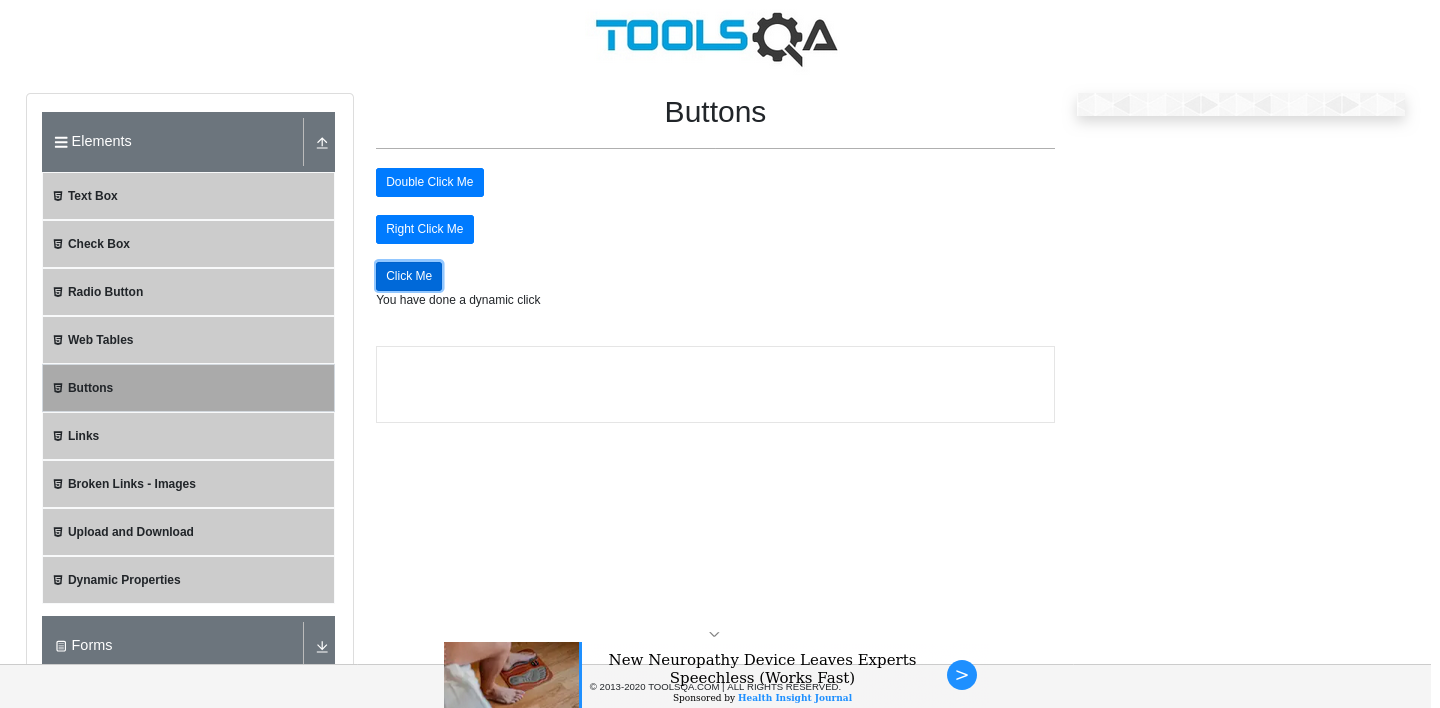 TOOLSQA
Elements
Text Box
Check Box
Radio Button
Web Tables
Buttons
Links
Broken Links - Images
Upload and Download
Dynamic Properties
Forms
Buttons
Double Click Me
Right Click Me
Click Me
You have done a dynamic click
New Neuropathy Device Leaves Experts
Speechless (Works Fast)
Sponsored by Health Insight Journal
>
© 2013-2020 TOOLSQA.COM | ALL RIGHTS RESERVED.